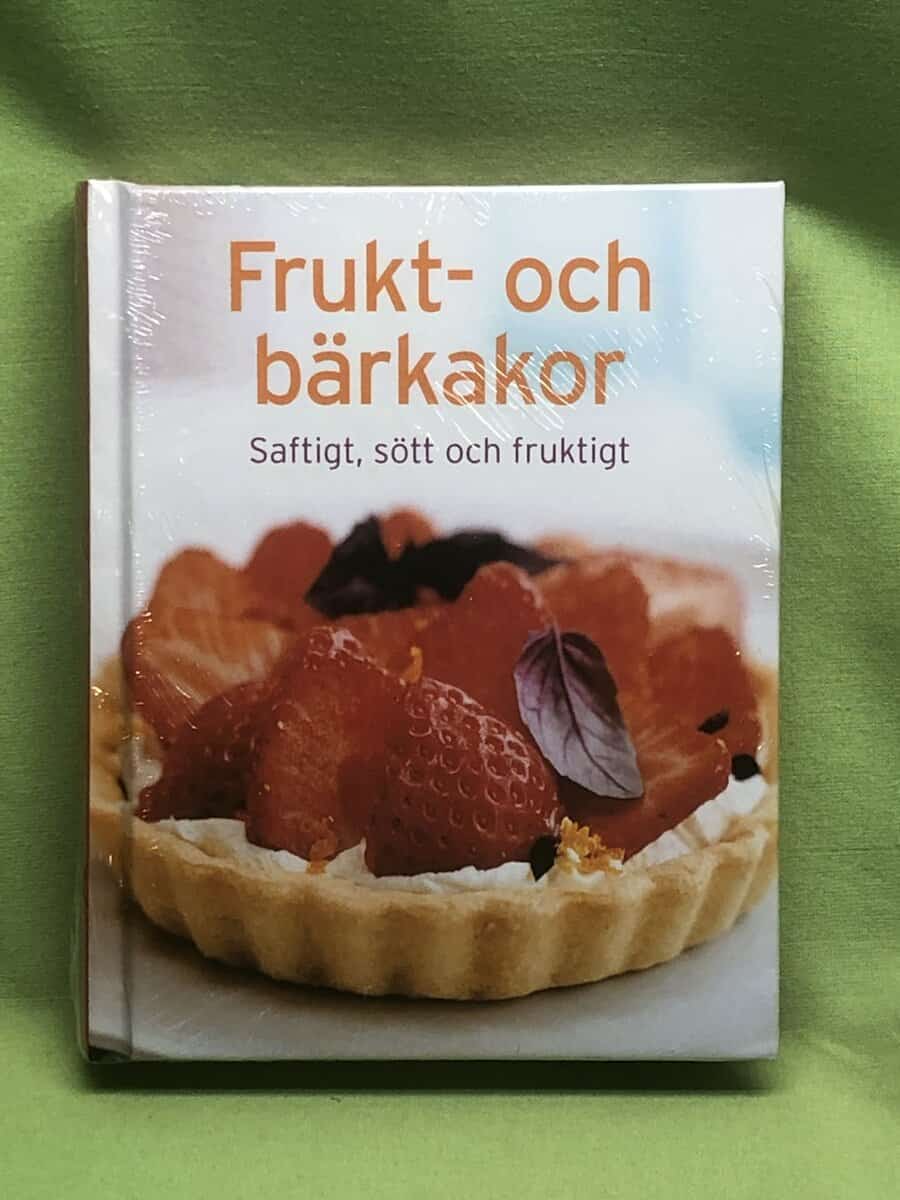 Frukt- och
bärkakor
Saftigt, sött och fruktigt